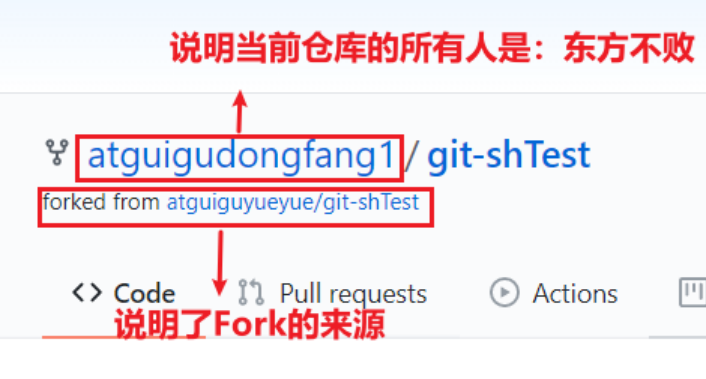 说明当前仓库的所有人是：东方不败
atguigudongfang1/git-shTest
forked from atguiguyueyue/git-shTest
Code Pull requests Actions
说明了Fork的来源